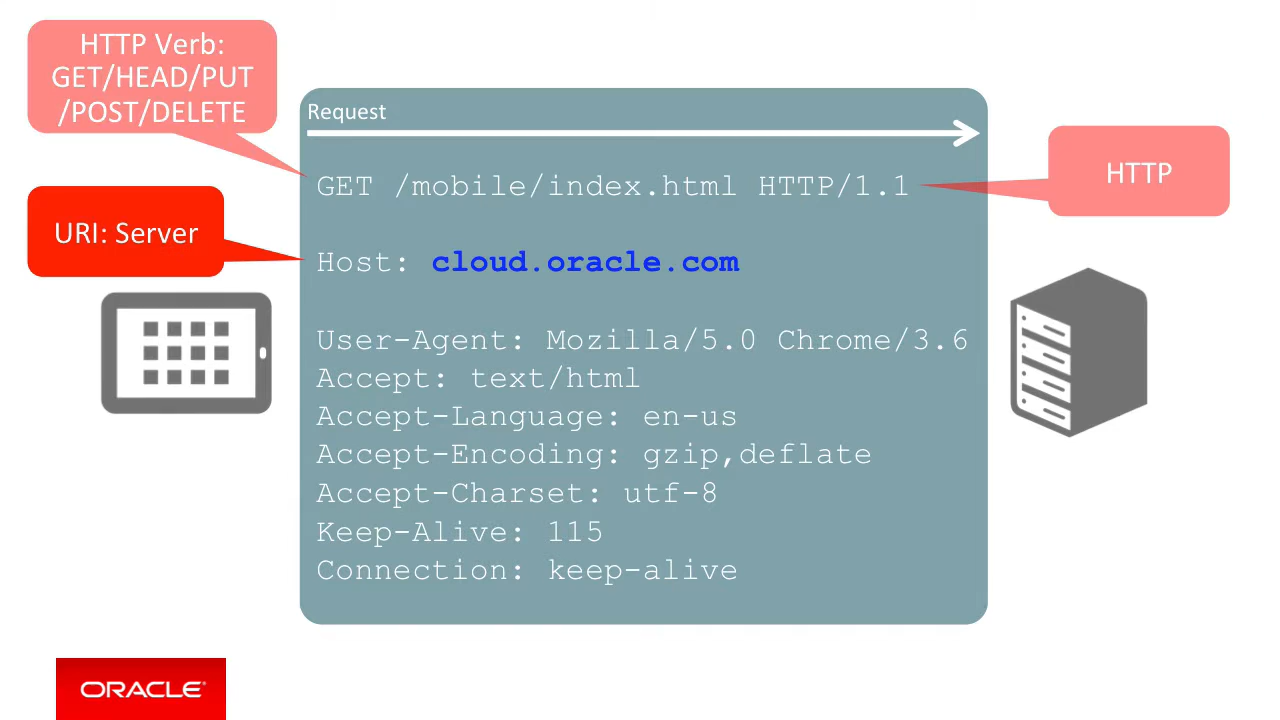 HTTP Verb:
GET/HEAD/PUT
/POST/DELETE
Request
GET /mobile/index.html HTTP/1.1
HTTP
URI: Server
Host: cloud.oracle.com
User-Agent: Mozilla/5.0 Chrome/3.6
Accept: text/html
Accept-Language: en-us
Accept-Encoding: gzip,deflate
Accept-Charset: utf-8
Keep-Alive: 115
Connection: keep-alive
ORACLE®